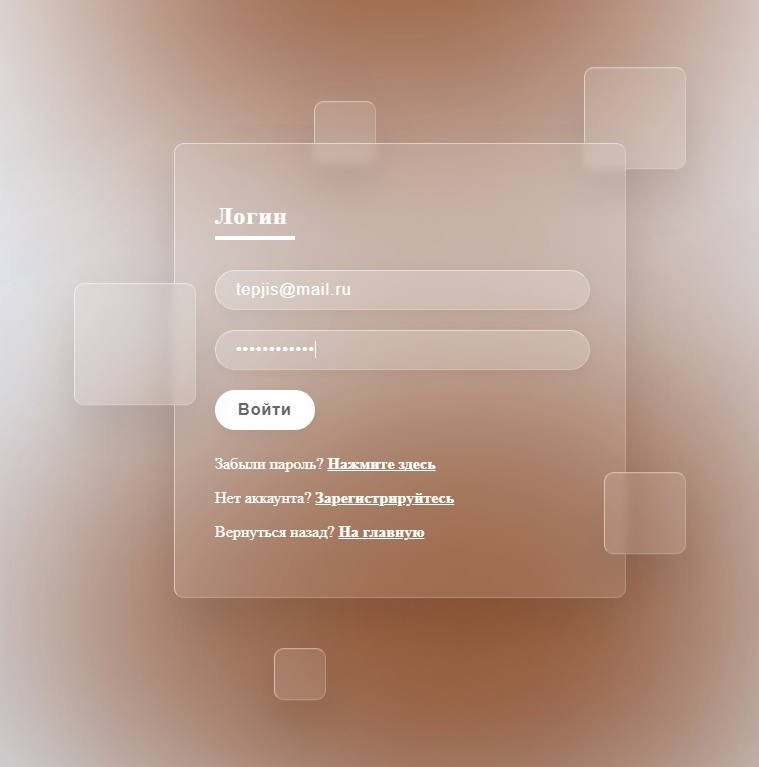 Логин
tepjis@mail.ru
••••••••••••
Войти
Забыли пароль? Нажмите здесь
Нет аккаунта? Зарегистрируйтесь
Вернуться назад? На главную